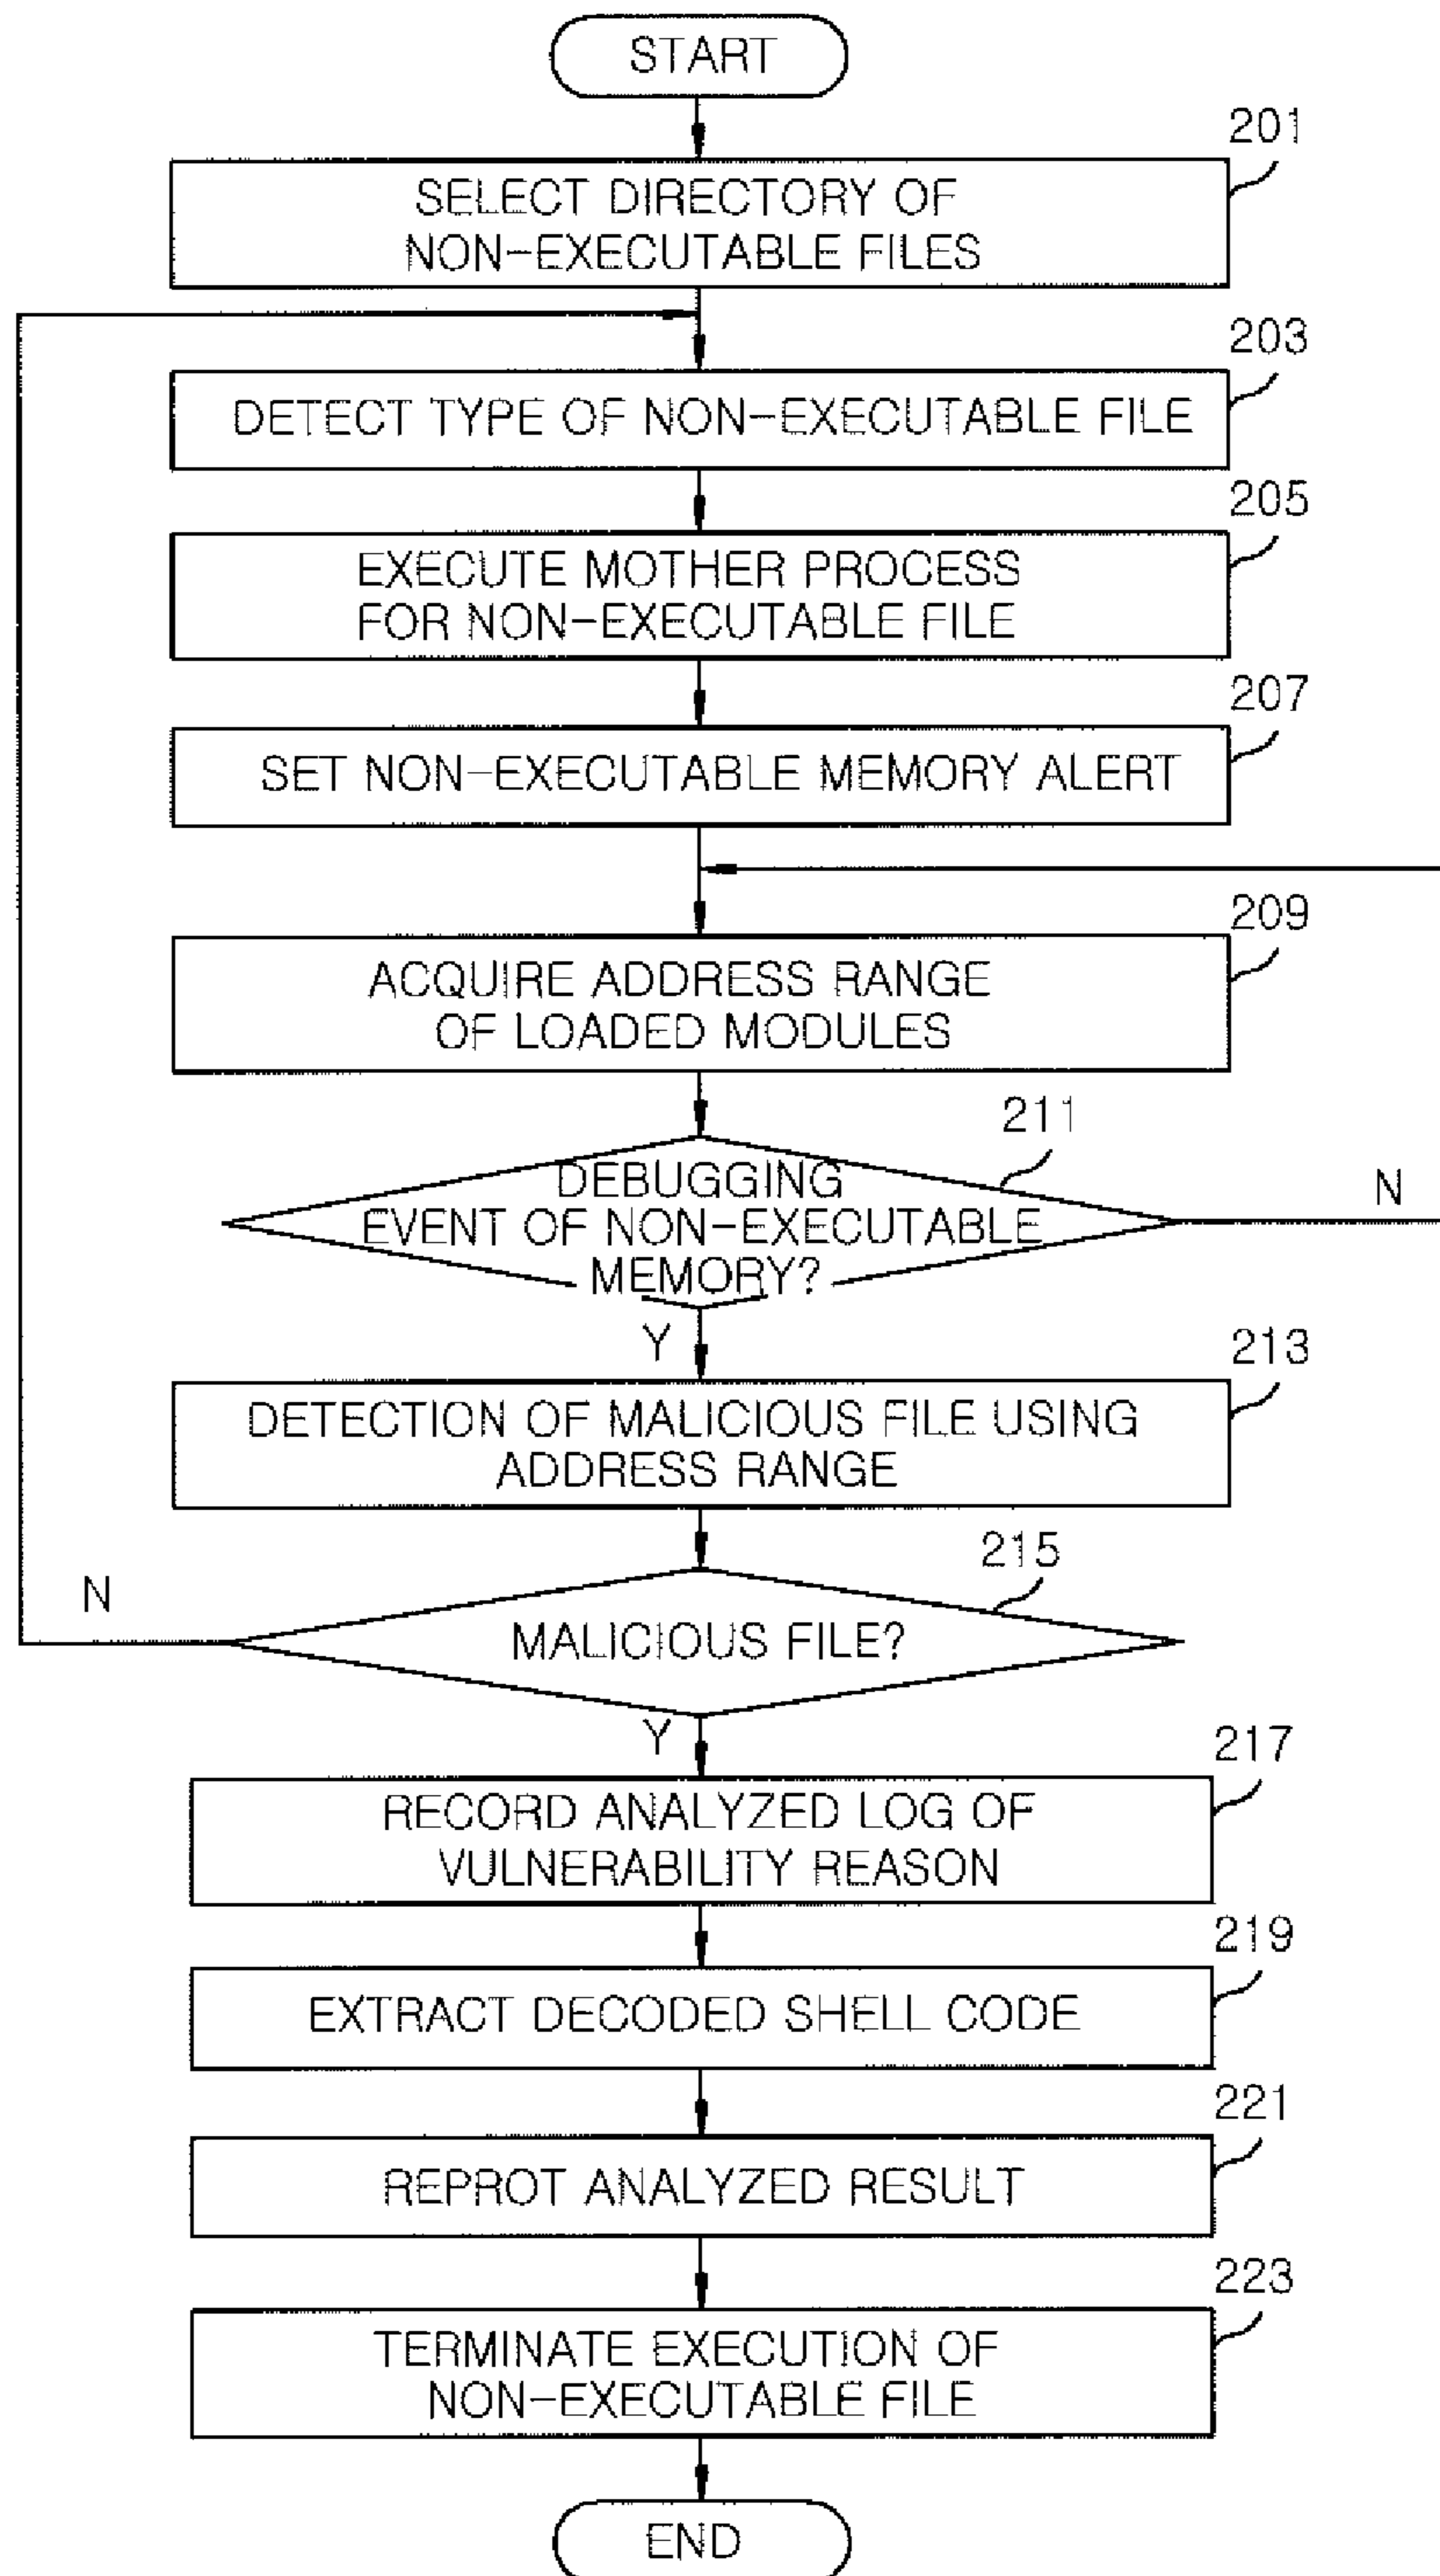 START
201
SELECT DIRECTORY OF
NON-EXECUTABLE FILES
203
DETECT TYPE OF NON-EXECUTABLE FILE
205
EXECUTE MOTHER PROCESS
FOR NON-EXECUTABLE FILE
207
SET NON-EXECUTABLE MEMORY ALERT
209
ACQUIRE ADDRESS RANGE
OF LOADED MODULES
211
DEBUGGING
EVENT OF NON-EXECUTABLE
MEMORY?
N
Y
213
DETECTION OF MALICIOUS FILE USING
ADDRESS RANGE
215
N
MALICIOUS FILE?
Y
217
RECORD ANALYZED LOG OF
VULNERABILITY REASON
219
EXTRACT DECODED SHELL CODE
221
REPROT ANALYZED RESULT
223
TERMINATE EXECUTION OF
NON-EXECUTABLE FILE
END